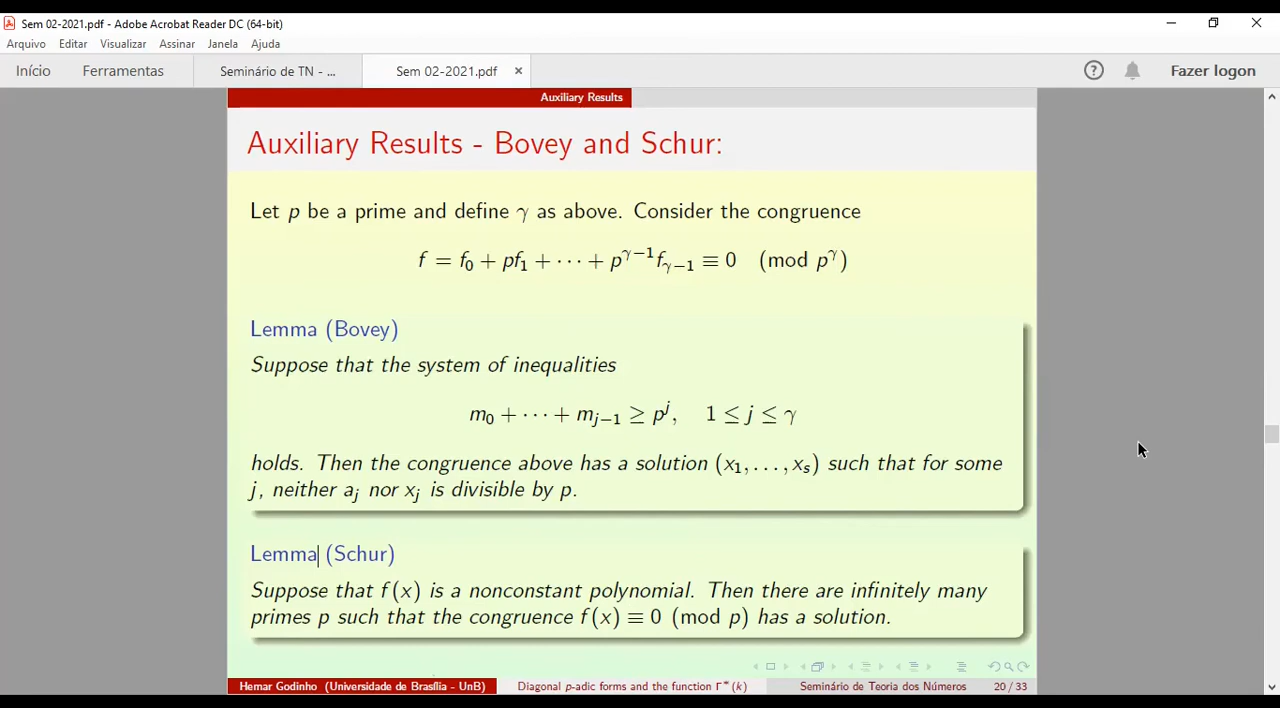 Sem 02-2021.pdf - Adobe Acrobat Reader DC (64-bit)
Arquivo Editar Visualizar Assinar Janela Ajuda
Início Ferramentas Seminário de TN - ... Sem 02-2021.pdf × Fazer logon
Auxiliary Results
Auxiliary Results - Bovey and Schur:
Let p be a prime and define γ as above. Consider the congruence
f = f₀ + pf₁ + ··· + p^{γ−1}f_{γ−1} ≡ 0 (mod p^γ)
Lemma (Bovey)
Suppose that the system of inequalities
m₀ + ··· + m_{j−1} ≥ p^j, 1 ≤ j ≤ γ
holds. Then the congruence above has a solution (x₁, . . . , x_s) such that for some
j, neither a_j nor x_j is divisible by p.
Lemma (Schur)
Suppose that f(x) is a nonconstant polynomial. Then there are infinitely many
primes p such that the congruence f(x) ≡ 0 (mod p) has a solution.
Hemar Godinho (Universidade de Brasília - UnB) Diagonal p-adic forms and the function Γ*(k) Seminário de Teoria dos Números 20 / 33